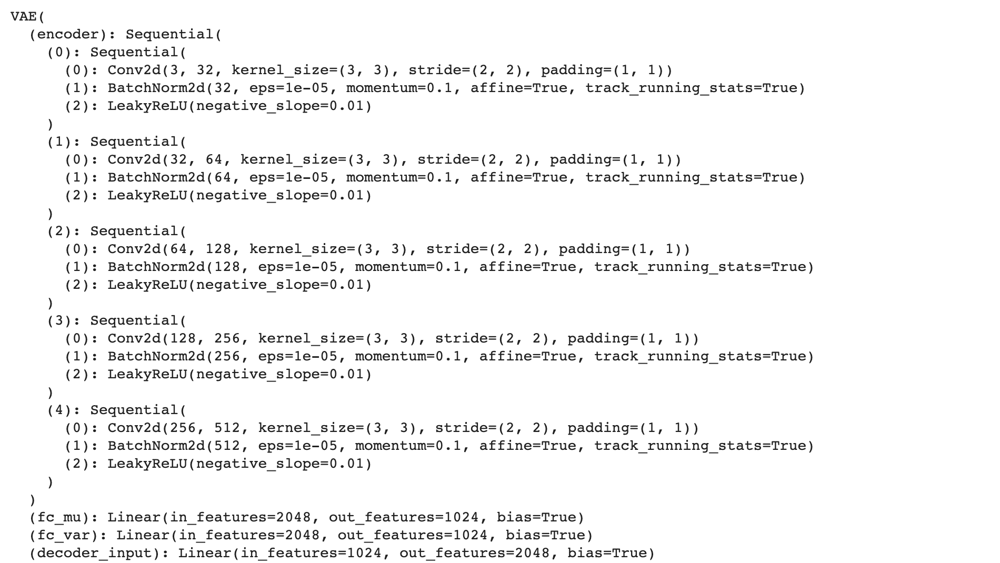 VAE(
  (encoder): Sequential(
    (0): Sequential(
      (0): Conv2d(3, 32, kernel_size=(3, 3), stride=(2, 2), padding=(1, 1))
      (1): BatchNorm2d(32, eps=1e-05, momentum=0.1, affine=True, track_running_stats=True)
      (2): LeakyReLU(negative_slope=0.01)
    )
    (1): Sequential(
      (0): Conv2d(32, 64, kernel_size=(3, 3), stride=(2, 2), padding=(1, 1))
      (1): BatchNorm2d(64, eps=1e-05, momentum=0.1, affine=True, track_running_stats=True)
      (2): LeakyReLU(negative_slope=0.01)
    )
    (2): Sequential(
      (0): Conv2d(64, 128, kernel_size=(3, 3), stride=(2, 2), padding=(1, 1))
      (1): BatchNorm2d(128, eps=1e-05, momentum=0.1, affine=True, track_running_stats=True)
      (2): LeakyReLU(negative_slope=0.01)
    )
    (3): Sequential(
      (0): Conv2d(128, 256, kernel_size=(3, 3), stride=(2, 2), padding=(1, 1))
      (1): BatchNorm2d(256, eps=1e-05, momentum=0.1, affine=True, track_running_stats=True)
      (2): LeakyReLU(negative_slope=0.01)
    )
    (4): Sequential(
      (0): Conv2d(256, 512, kernel_size=(3, 3), stride=(2, 2), padding=(1, 1))
      (1): BatchNorm2d(512, eps=1e-05, momentum=0.1, affine=True, track_running_stats=True)
      (2): LeakyReLU(negative_slope=0.01)
    )
  )
  (fc_mu): Linear(in_features=2048, out_features=1024, bias=True)
  (fc_var): Linear(in_features=2048, out_features=1024, bias=True)
  (decoder_input): Linear(in_features=1024, out_features=2048, bias=True)